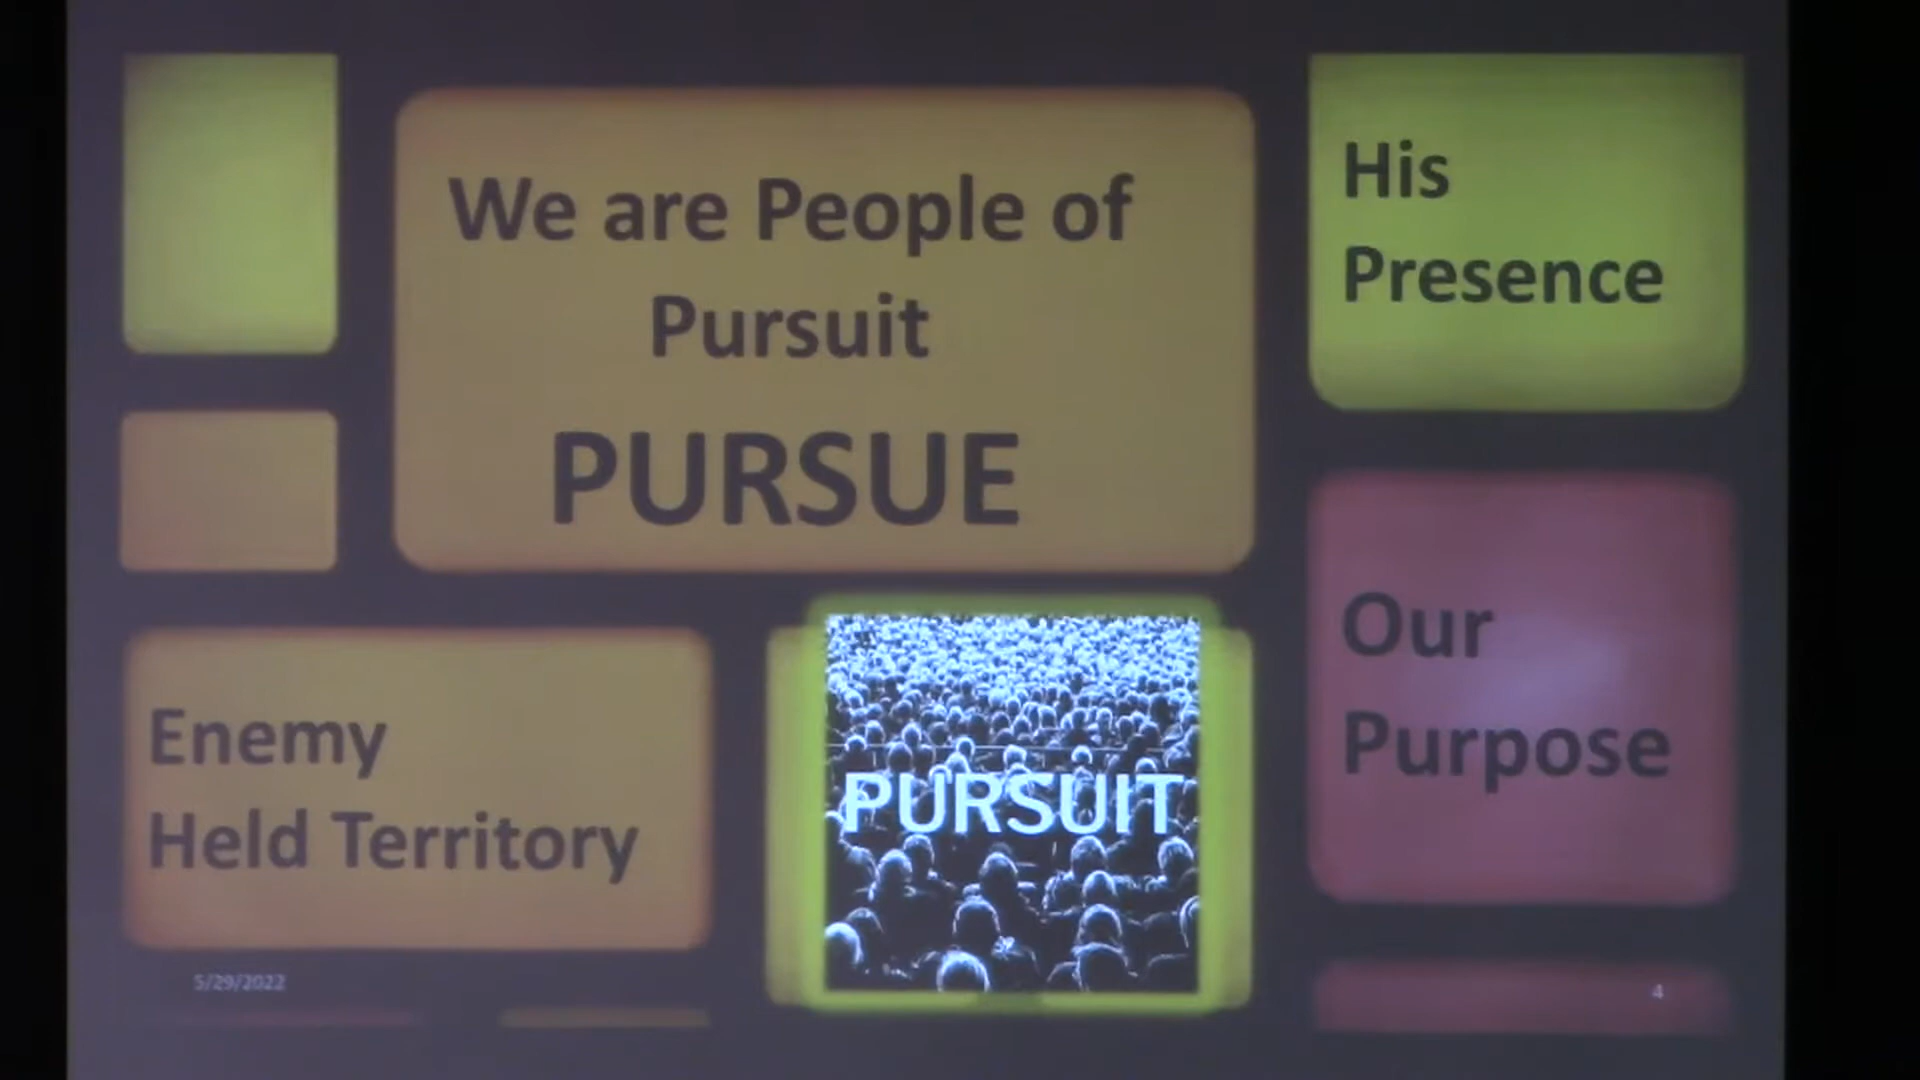 We are People of
Pursuit
PURSUE
His
Presence
Our
Purpose
Enemy
Held Territory
PURSUIT
5/29/2022
4